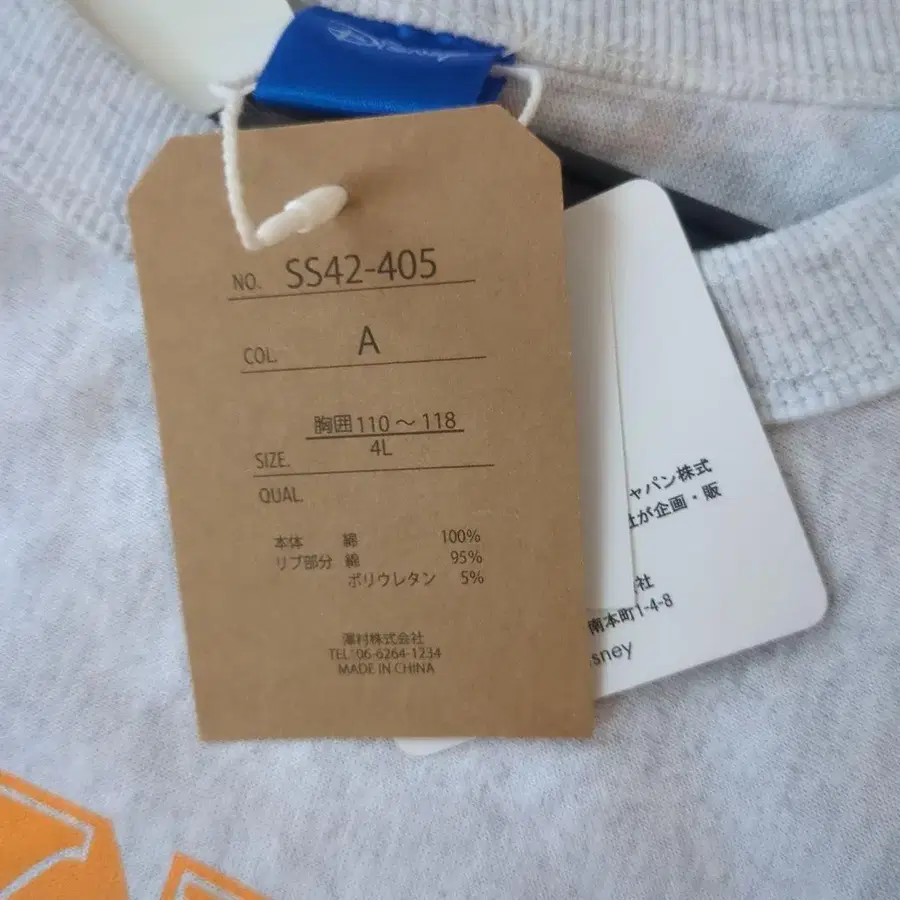 NO. SS42-405
COL. A
胸囲110～118
SIZE. 4L
QUAL.
本体 綿 100%
リブ部分 綿 95%
ポリウレタン 5%
澤村株式会社
TEL:06-6264-1234
MADE IN CHINA
ャパン株式
社が企画・販
会社
南本町1-4-8
sney